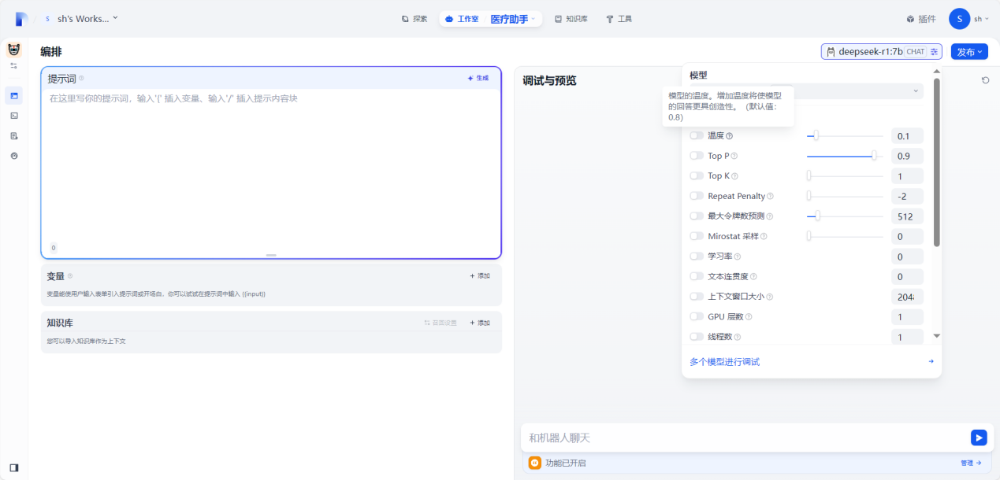 S sh's Works...
探索
工作室
医疗助手
知识库
工具
插件
S sh
编排
deepseek-r1:7b CHAT
发布
提示词
生成
在这里写你的提示词，输入'{' 插入变量、输入'/' 插入提示内容块
0
变量
+ 添加
变量能使用户输入表单引入提示词或开场白，你可以试试在提示词中输入 {{input}}
知识库
召回设置
+ 添加
您可以导入知识库作为上下文
调试与预览
模型
模型的温度。增加温度将使模型
的回答更具创造性。（默认值：
0.8）
温度 0.1
Top P 0.9
Top K 1
Repeat Penalty -2
最大令牌数预测 512
Mirostat 采样 0
学习率 0
文本连贯度 0
上下文窗口大小 204
GPU 层数 1
线程数 1
多个模型进行调试
和机器人聊天
功能已开启
管理